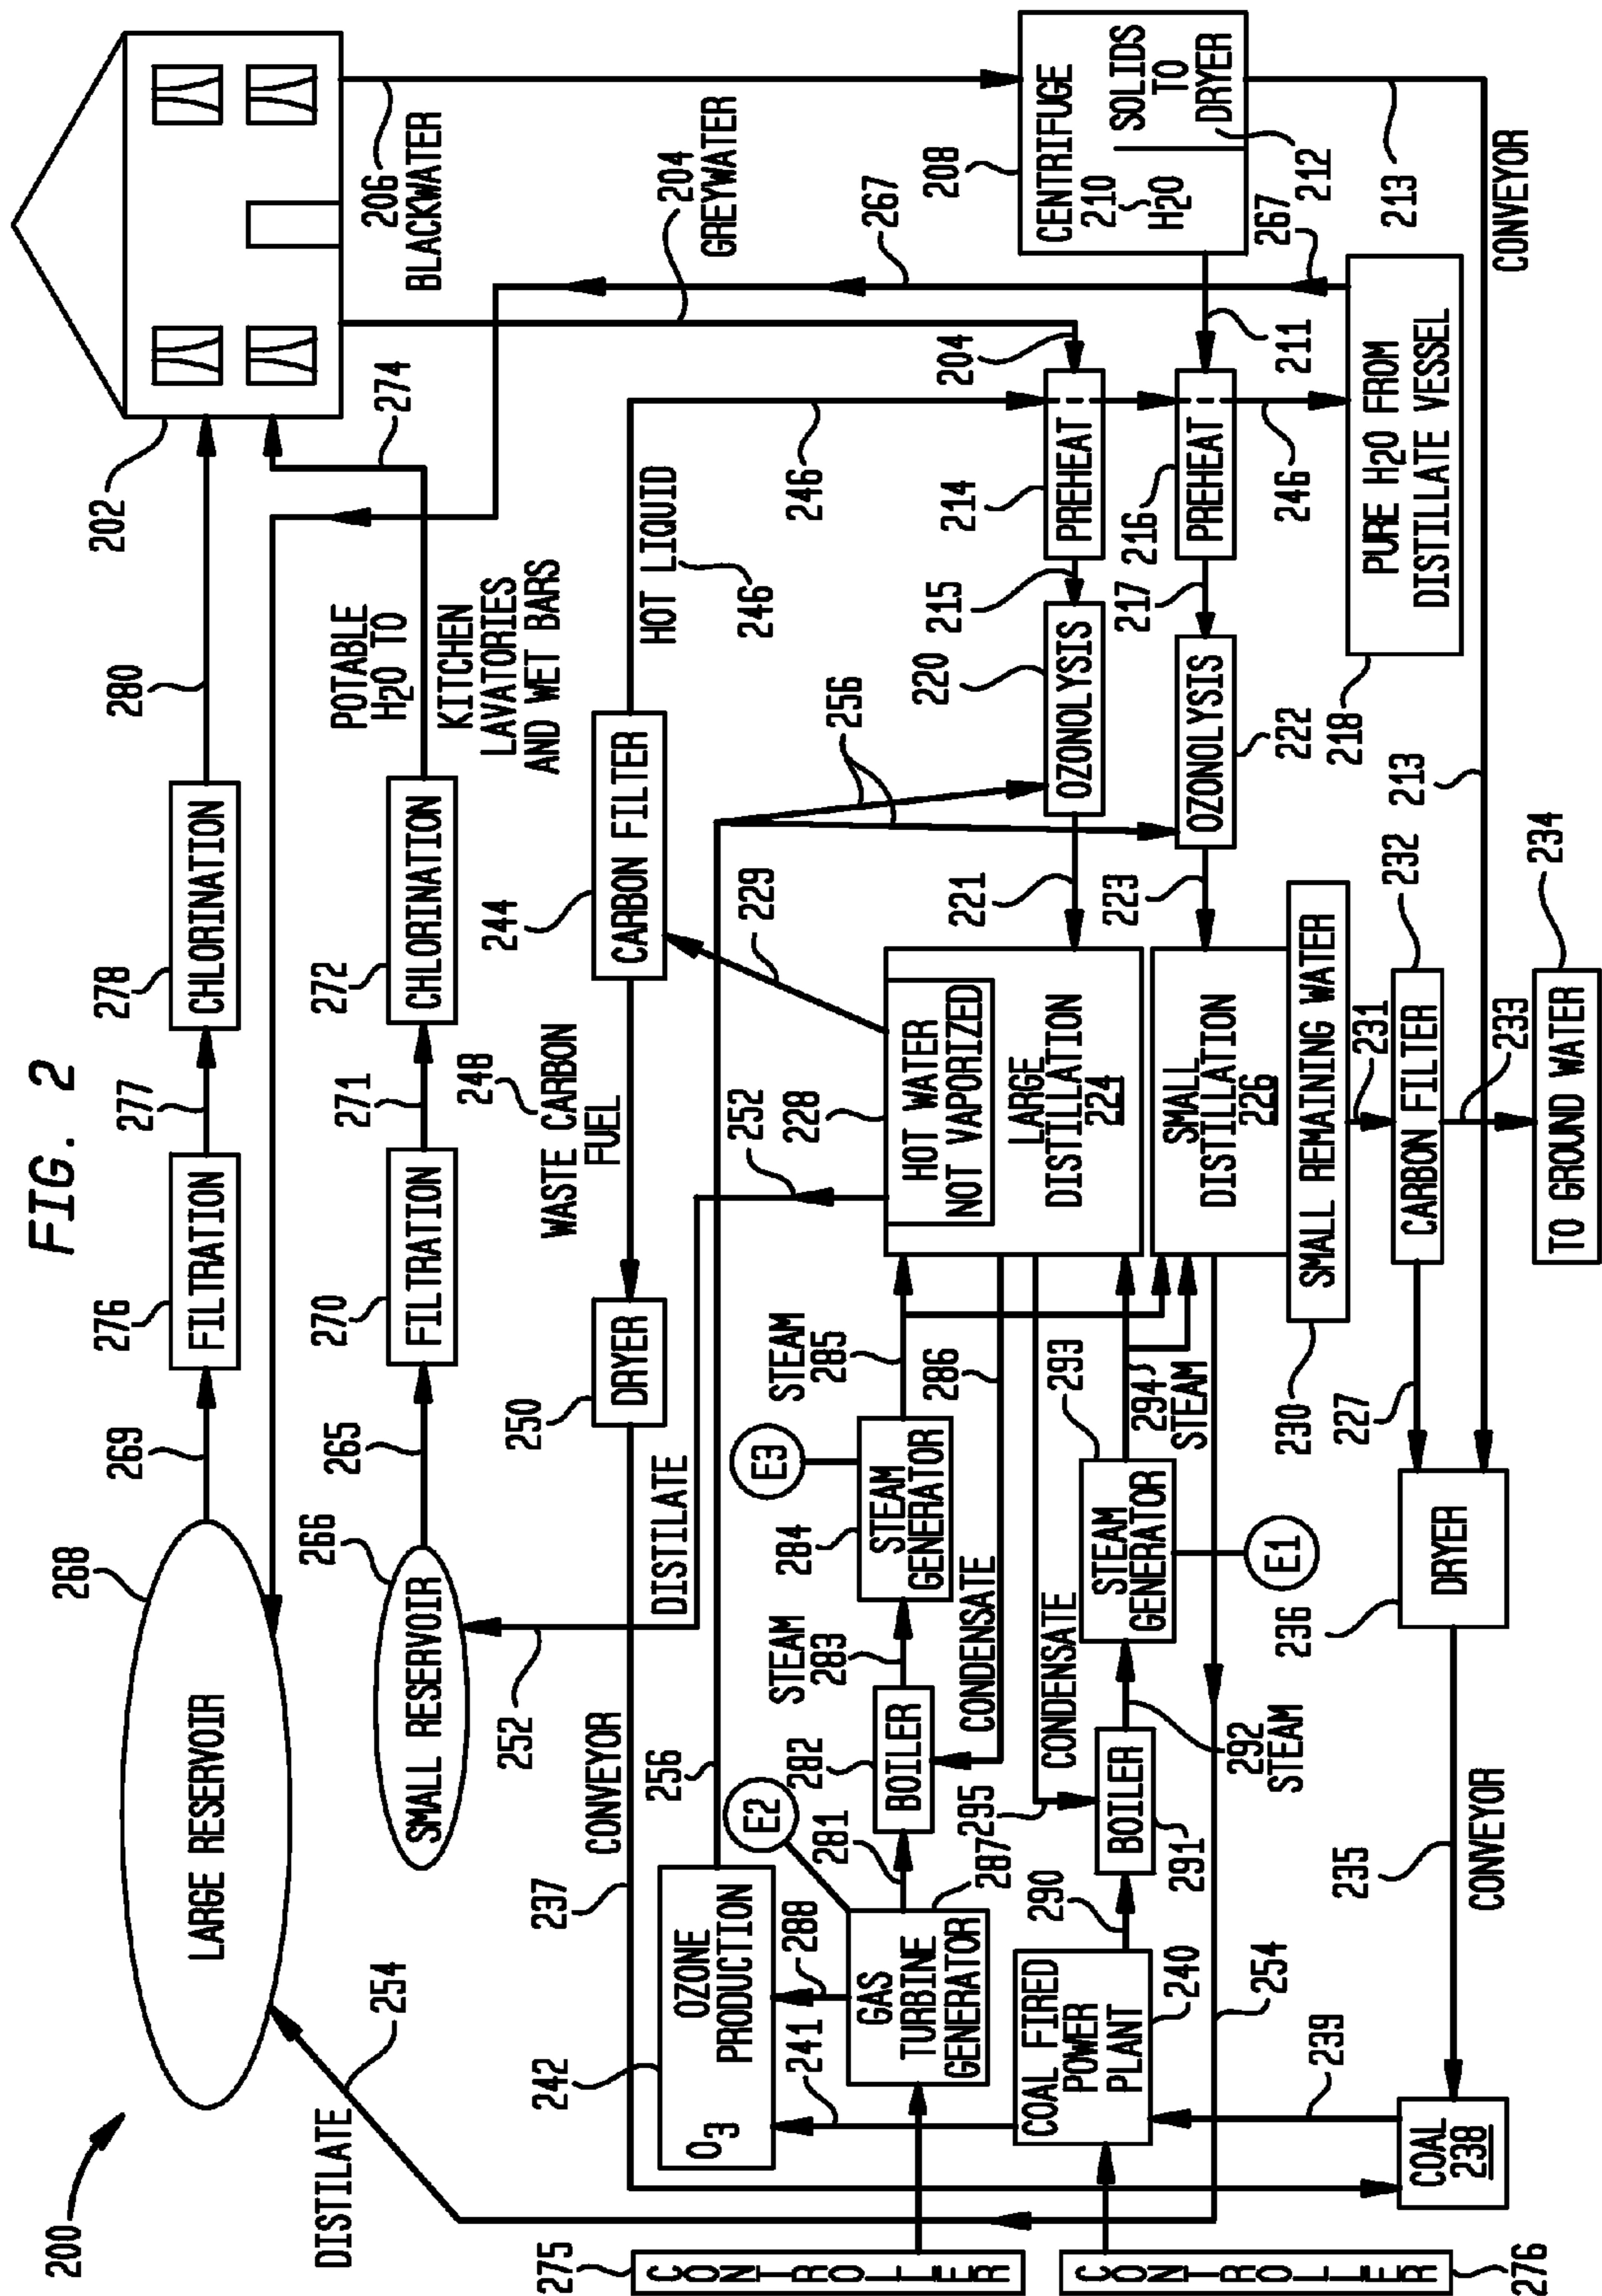 FIG. 2
200
LARGE RESERVOIR
268
269
276
FILTRATION
277
278
CHLORINATION
280
202
SMALL RESERVOIR
266
265
270
FILTRATION
271
272
CHLORINATION
POTABLE
H2O TO
KITCHEN
LAVATORIES
AND WET BARS
274
206
BLACKWATER
204
GREYWATER
DISTILATE
254
252
DISTILATE
237
CONVEYOR
250
DRYER
WASTE CARBON
FUEL
248
244
CARBON FILTER
HOT LIQUID
246
246
267
208
CENTRIFUGE
210
H2O
SOLIDS
TO
DRYER
212
213
CONVEYOR
242
OZONE
PRODUCTION
O3
256
256
252
228
HOT WATER
NOT VAPORIZED
LARGE
DISTILLATION
224
229
221
220
OZONOLYSIS
215
214
PREHEAT
204
275
CONTROLLER
241
288
GAS
TURBINE
GENERATOR
287
E2
281
282
BOILER
STEAM
283
284
STEAM
GENERATOR
E3
STEAM
285
286
CONDENSATE
SMALL
DISTILLATION
226
223
222
OZONOLYSIS
217
216
PREHEAT
211
267
246
276
CONTROLLER
COAL FIRED
POWER
PLANT
240
290
291
BOILER
295
CONDENSATE
292
STEAM
STEAM
GENERATOR
293
E1
294
STEAM
254
230
SMALL REMAINING WATER
231
232
CARBON FILTER
227
233
234
TO GROUND WATER
218
PURE H2O FROM
DISTILLATE VESSEL
213
COAL
238
239
235
CONVEYOR
236
DRYER